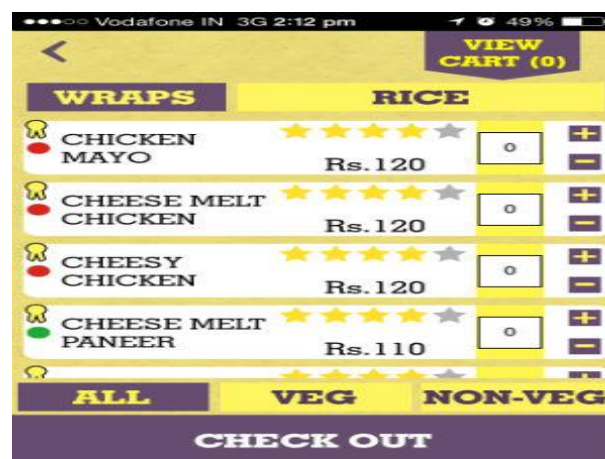 Vodafone IN 3G 2:12 pm 49%
VIEW
CART (0)
WRAPS RICE
CHICKEN
MAYO
Rs.120
0
CHEESE MELT
CHICKEN
Rs.120
0
CHEESY
CHICKEN
Rs.120
0
CHEESE MELT
PANEER
Rs.110
0
ALL VEG NON-VEG
CHECK OUT